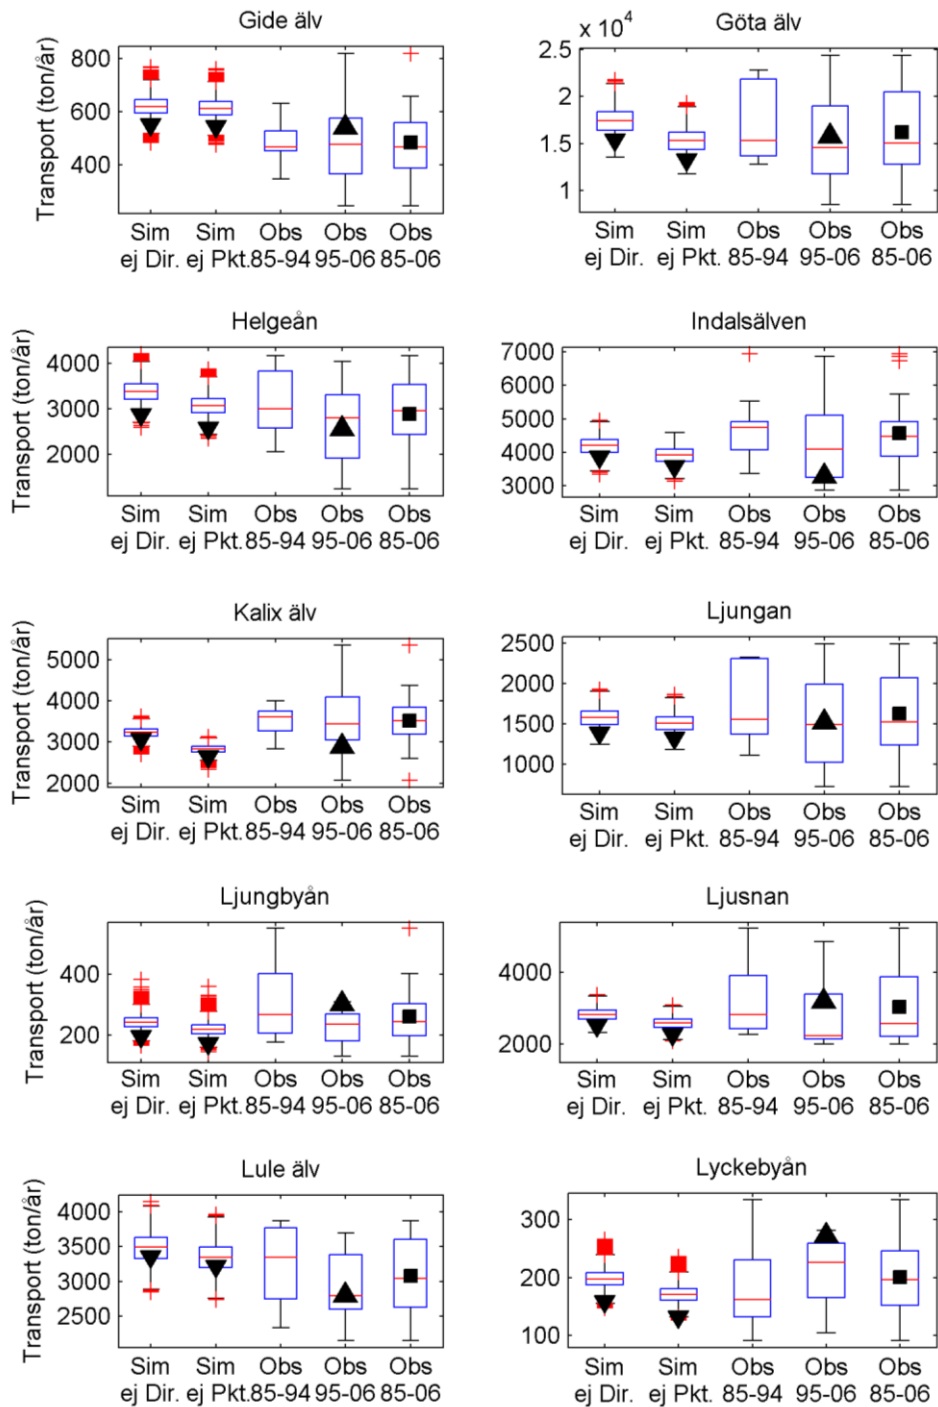 Gide älv
Transport (ton/år)
800
600
400
Sim Sim Obs Obs Obs
ej Dir. ej Pkt. 85-94 95-06 85-06
Göta älv
x 10^4
2.5
2
1.5
1
Sim Sim Obs Obs Obs
ej Dir. ej Pkt. 85-94 95-06 85-06
Helgeån
Transport (ton/år)
4000
3000
2000
Sim Sim Obs Obs Obs
ej Dir. ej Pkt. 85-94 95-06 85-06
Indalsälven
7000
6000
5000
4000
3000
Sim Sim Obs Obs Obs
ej Dir. ej Pkt. 85-94 95-06 85-06
Kalix älv
Transport (ton/år)
5000
4000
3000
2000
Sim Sim Obs Obs Obs
ej Dir. ej Pkt. 85-94 95-06 85-06
Ljungan
2500
2000
1500
1000
Sim Sim Obs Obs Obs
ej Dir. ej Pkt. 85-94 95-06 85-06
Ljungbyån
Transport (ton/år)
400
200
Sim Sim Obs Obs Obs
ej Dir. ej Pkt. 85-94 95-06 85-06
Ljusnan
4000
2000
Sim Sim Obs Obs Obs
ej Dir. ej Pkt. 85-94 95-06 85-06
Lule älv
Transport (ton/år)
4000
3500
3000
2500
Sim Sim Obs Obs Obs
ej Dir. ej Pkt. 85-94 95-06 85-06
Lyckebyån
300
200
100
Sim Sim Obs Obs Obs
ej Dir. ej Pkt. 85-94 95-06 85-06